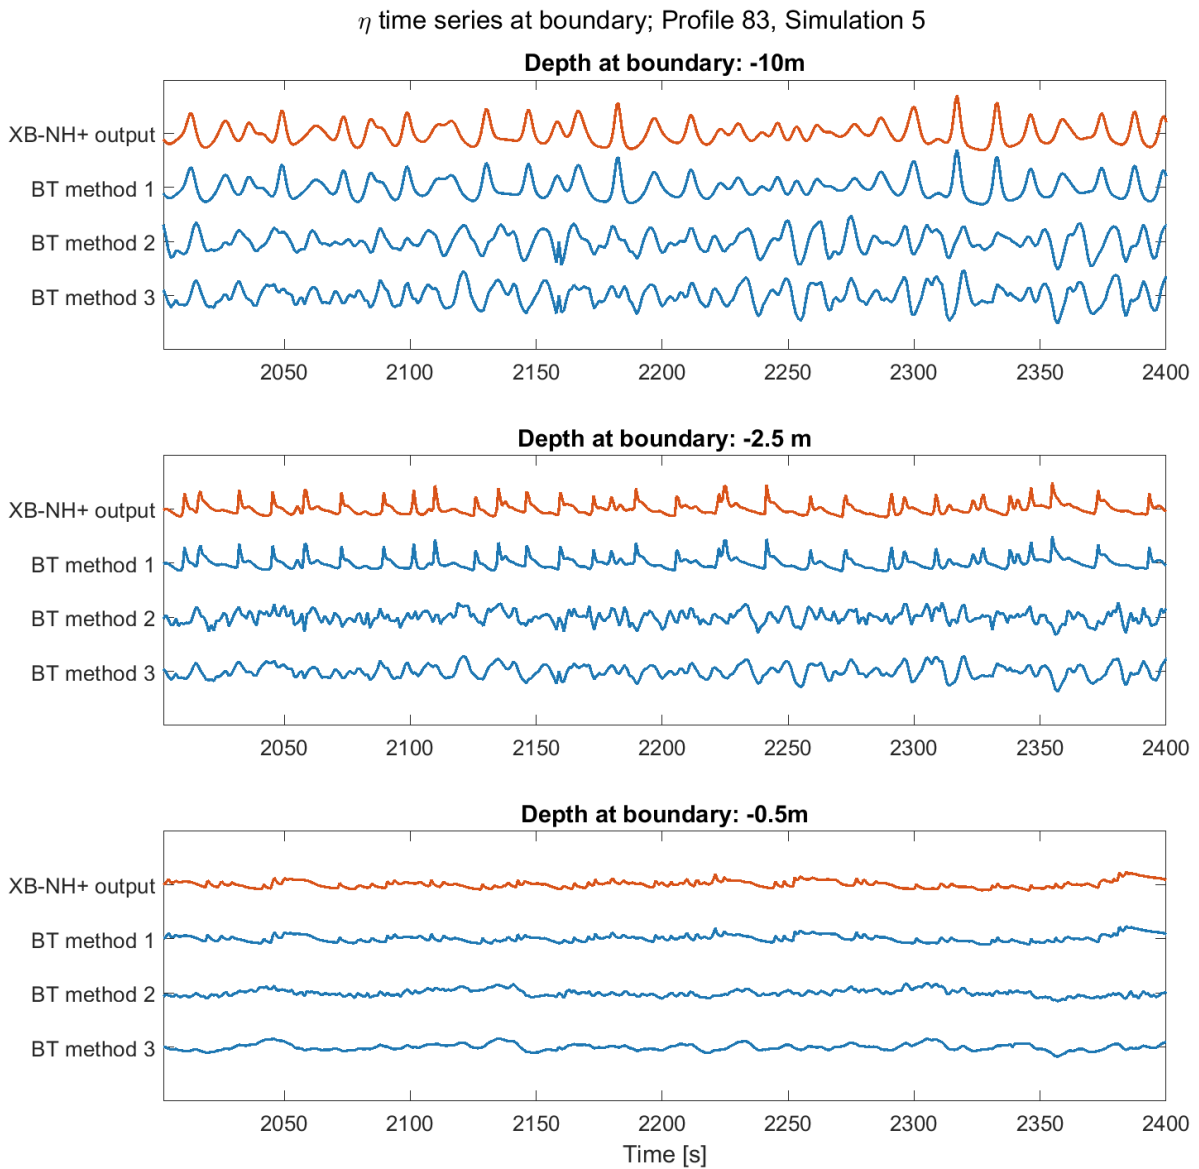 η time series at boundary; Profile 83, Simulation 5
Depth at boundary: -10m
XB-NH+ output
BT method 1
BT method 2
BT method 3
2050 2100 2150 2200 2250 2300 2350 2400
Depth at boundary: -2.5 m
XB-NH+ output
BT method 1
BT method 2
BT method 3
2050 2100 2150 2200 2250 2300 2350 2400
Depth at boundary: -0.5m
XB-NH+ output
BT method 1
BT method 2
BT method 3
2050 2100 2150 2200 2250 2300 2350 2400
Time [s]